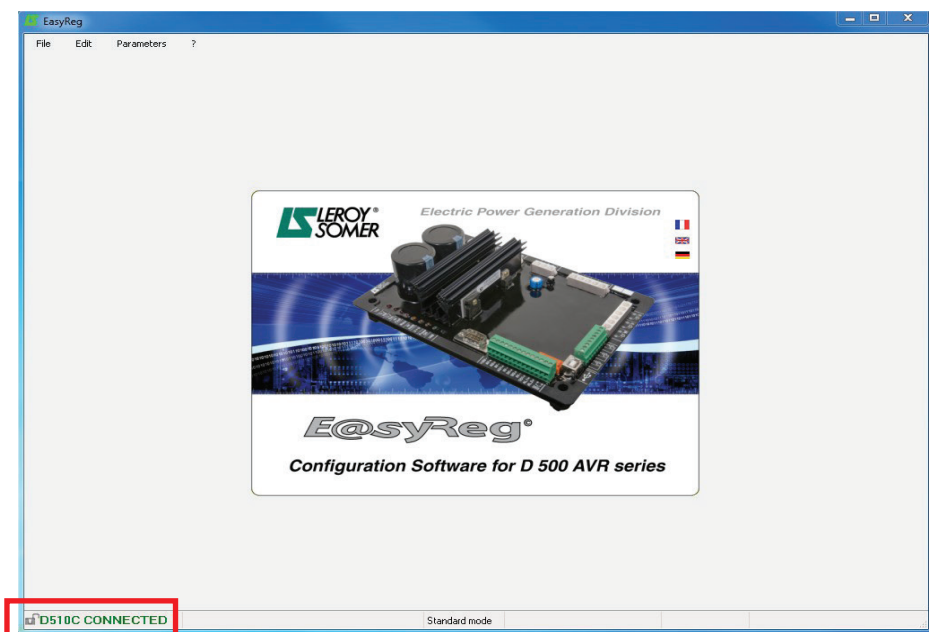 EasyReg
File Edit Parameters ?
LEROY®
SOMER
Electric Power Generation Division
E@syReg®
Configuration Software for D 500 AVR series
D510C CONNECTED
Standard mode